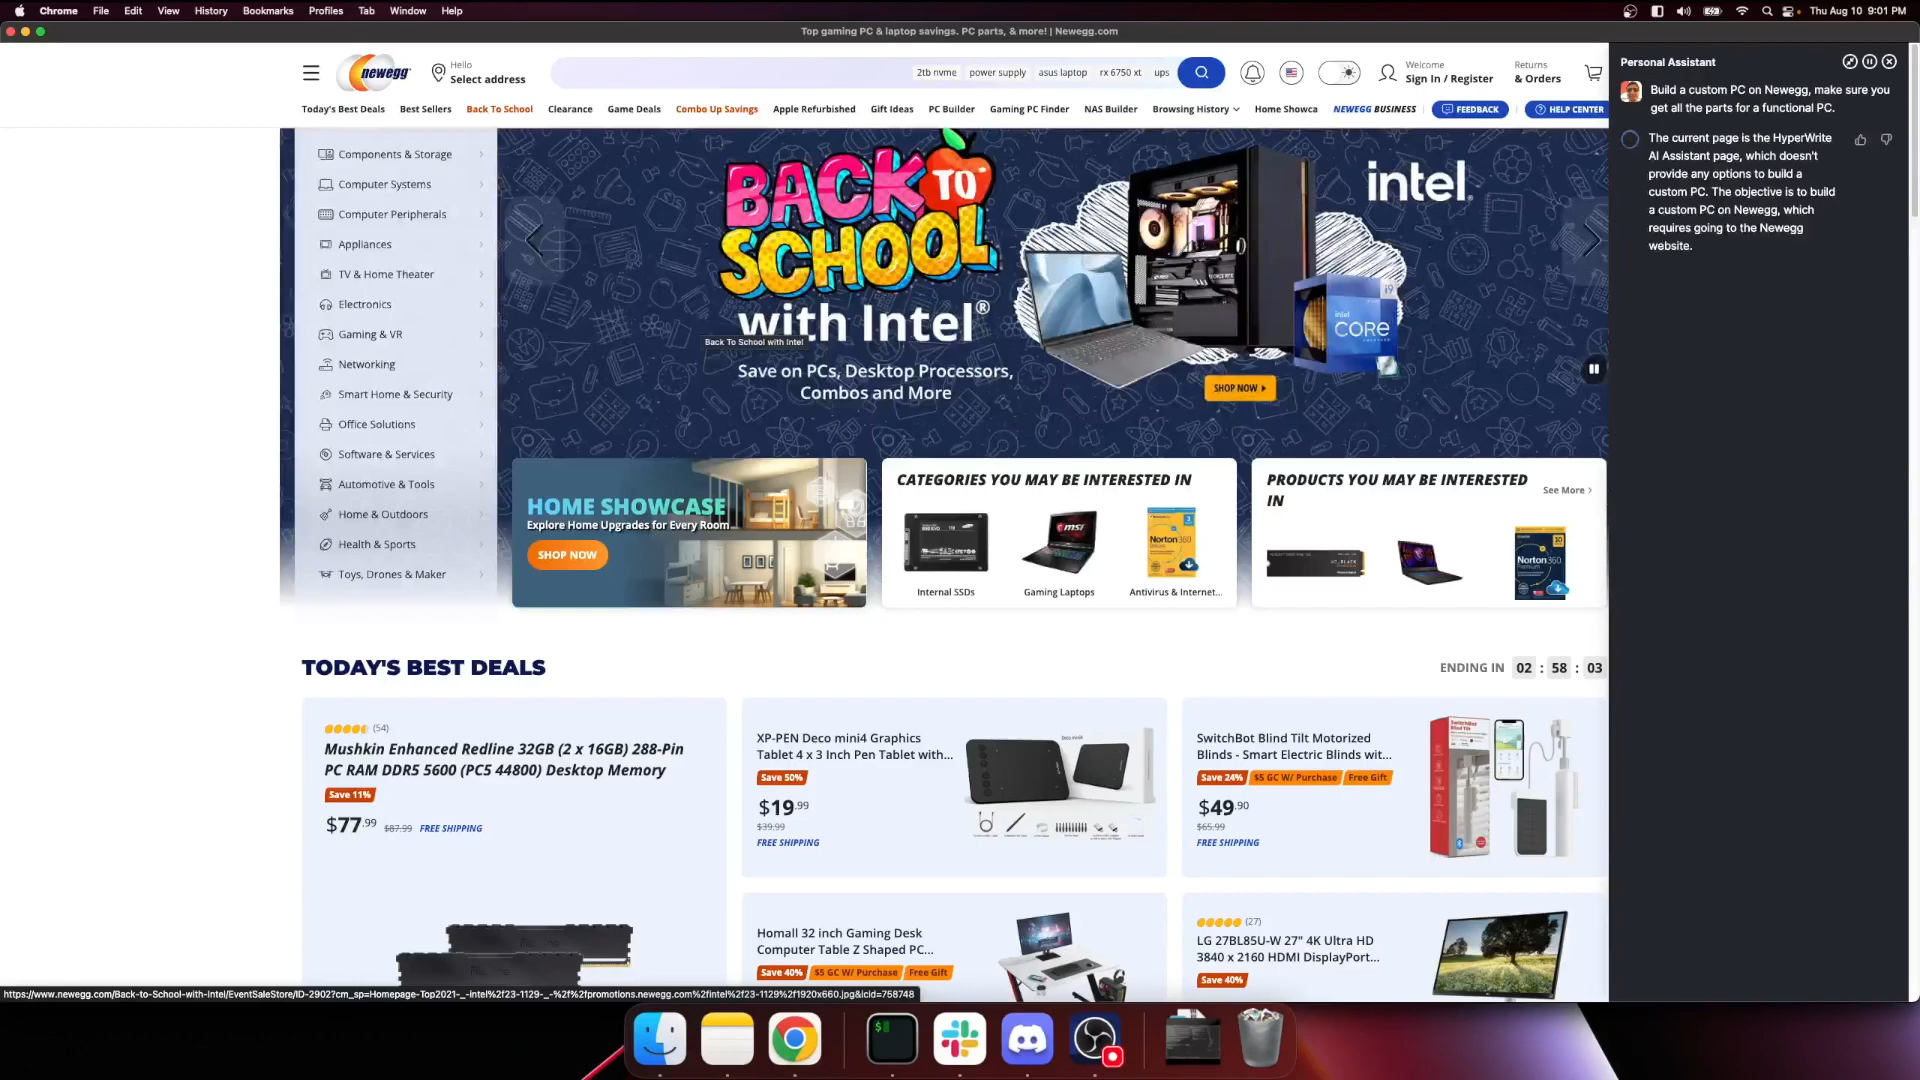 Chrome File Edit View History Bookmarks Profiles Tab Window Help
Thu Aug 10 9:01 PM
Top gaming PC & laptop savings. PC parts, & more! | Newegg.com
newegg
Hello
Select address
2tb nvme power supply asus laptop rx 6750 xt ups
Welcome
Sign In / Register
Returns
& Orders
Today's Best Deals Best Sellers Back To School Clearance Game Deals Combo Up Savings Apple Refurbished Gift Ideas PC Builder Gaming PC Finder NAS Builder Browsing History Home Showca NEWEGG BUSINESS FEEDBACK HELP CENTER
Components & Storage
Computer Systems
Computer Peripherals
Appliances
TV & Home Theater
Electronics
Gaming & VR
Networking
Smart Home & Security
Office Solutions
Software & Services
Automotive & Tools
Home & Outdoors
Health & Sports
Toys, Drones & Maker
BACK TO
SCHOOL
with Intel®
Back To School with Intel
Save on PCs, Desktop Processors,
Combos and More
intel.
i9
intel
CORE
SHOP NOW
HOME SHOWCASE
Explore Home Upgrades for Every Room
SHOP NOW
CATEGORIES YOU MAY BE INTERESTED IN
msi
Norton360
Internal SSDs
Gaming Laptops
Antivirus & Internet...
PRODUCTS YOU MAY BE INTERESTED
IN
See More
Norton360
TODAY'S BEST DEALS
ENDING IN 02 : 58 : 03
(54)
Mushkin Enhanced Redline 32GB (2 x 16GB) 288-Pin
PC RAM DDR5 5600 (PC5 44800) Desktop Memory
Save 11%
$77.99 $87.99 FREE SHIPPING
XP-PEN Deco mini4 Graphics
Tablet 4 x 3 Inch Pen Tablet with...
Save 50%
$19.99
$39.99
FREE SHIPPING
SwitchBot Blind Tilt Motorized
Blinds - Smart Electric Blinds wit...
Save 24% $5 GC W/ Purchase Free Gift
$49.90
$65.99
FREE SHIPPING
Homall 32 inch Gaming Desk
Computer Table Z Shaped PC...
Save 40% $5 GC W/ Purchase Free Gift
(27)
LG 27BL85U-W 27" 4K Ultra HD
3840 x 2160 HDMI DisplayPort...
Save 40%
Personal Assistant
Build a custom PC on Newegg, make sure you
get all the parts for a functional PC.
The current page is the HyperWrite
AI Assistant page, which doesn't
provide any options to build a
custom PC. The objective is to build
a custom PC on Newegg, which
requires going to the Newegg
website.
https://www.newegg.com/Back-to-School-with-Intel/EventSaleStore/ID-2902?cm_sp=Homepage-Top2021-_-intel%2f23-1129-_-%2f%2fpromotions.newegg.com%2fintel%2f23-1129%2f1920x660.jpg&icid=758748